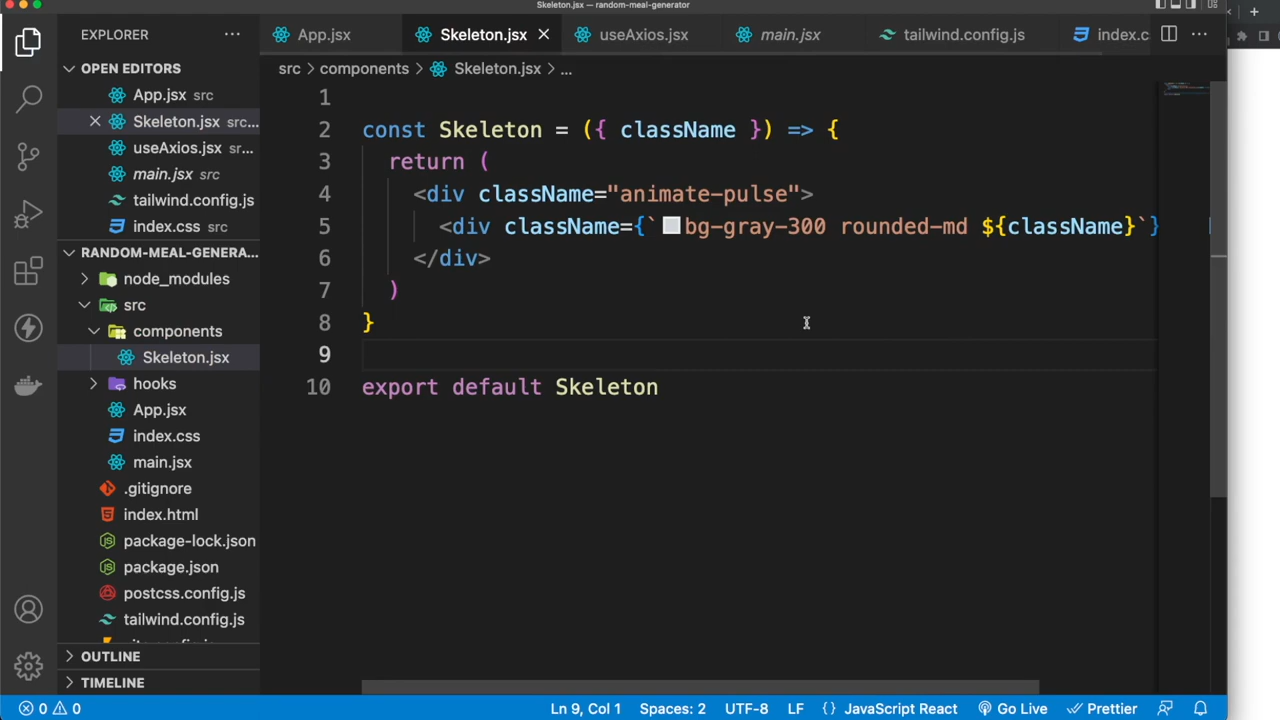 Skeleton.jsx — random-meal-generator
EXPLORER
App.jsx
Skeleton.jsx
useAxios.jsx
main.jsx
tailwind.config.js
index.c
OPEN EDITORS
src > components > Skeleton.jsx > ...
App.jsx src
Skeleton.jsx src...
useAxios.jsx sr...
main.jsx src
tailwind.config.js
index.css src
RANDOM-MEAL-GENERA...
node_modules
src
components
Skeleton.jsx
hooks
App.jsx
index.css
main.jsx
.gitignore
index.html
package-lock.json
package.json
postcss.config.js
tailwind.config.js
OUTLINE
TIMELINE
1
2 const Skeleton = ({ className }) => {
3 return (
4 <div className="animate-pulse">
5 <div className={`bg-gray-300 rounded-md ${className}`}
6 </div>
7 )
8 }
9
10 export default Skeleton
0 0
Ln 9, Col 1
Spaces: 2
UTF-8
LF
{} JavaScript React
Go Live
Prettier